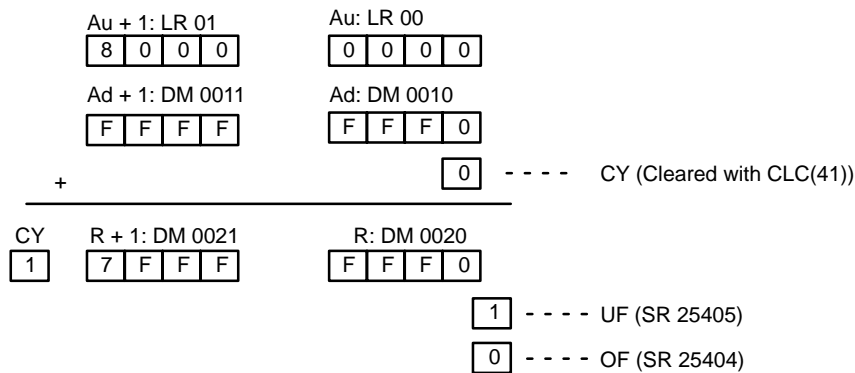 Au + 1: LR 01 Au: LR 00
8 0 0 0 0 0 0 0
Ad + 1: DM 0011 Ad: DM 0010
F F F F F F F 0
+ 0 - - - - CY (Cleared with CLC(41))
CY R + 1: DM 0021 R: DM 0020
1 7 F F F F F F 0
1 - - - - UF (SR 25405)
0 - - - - OF (SR 25404)